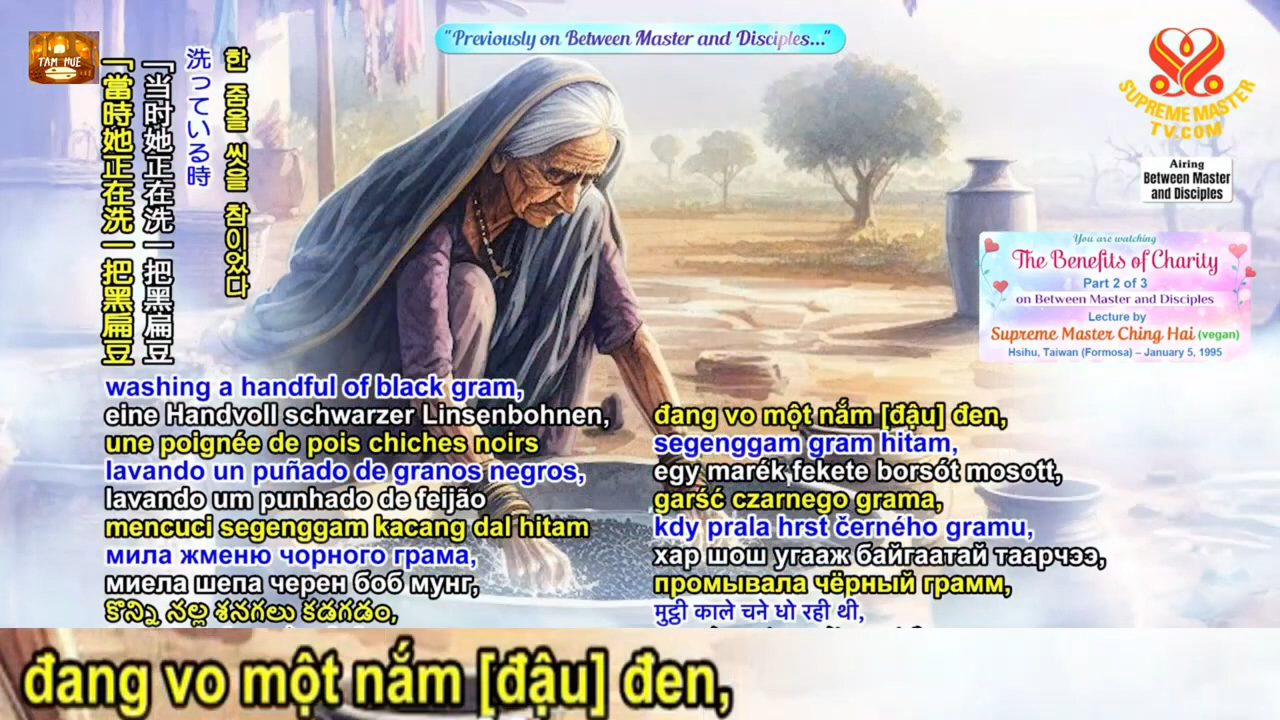 TAM HUE
"Previously on Between Master and Disciples..."
SUPREME MASTER
TV.COM
Airing
Between Master
and Disciples
You are watching
The Benefits of Charity
Part 2 of 3
on Between Master and Disciples
Lecture by
Supreme Master Ching Hai (vegan)
Hsihu, Taiwan (Formosa) – January 5, 1995
「當時她正在洗一把黑扁豆
「当时她正在洗一把黑扁豆
洗っている時
한 줌을 씻을 참이었다
washing a handful of black gram,
eine Handvoll schwarzer Linsenbohnen,
une poignée de pois chiches noirs
lavando un puñado de granos negros,
lavando um punhado de feijão
mencuci segenggam kacang dal hitam
мила жменю чорного грама,
миела шепа черен боб мунг,
కొన్ని నల్ల శనగలు కడగడం,
đang vo một nắm [đậu] đen,
segenggam gram hitam,
egy marék fekete borsót mosott,
garść czarnego grama,
kdy prala hrst černého gramu,
хар шош угааж байгаатай таарчээ,
промывала чёрный грамм,
मुट्ठी काले चने धो रही थी,
đang vo một nắm [đậu] đen,